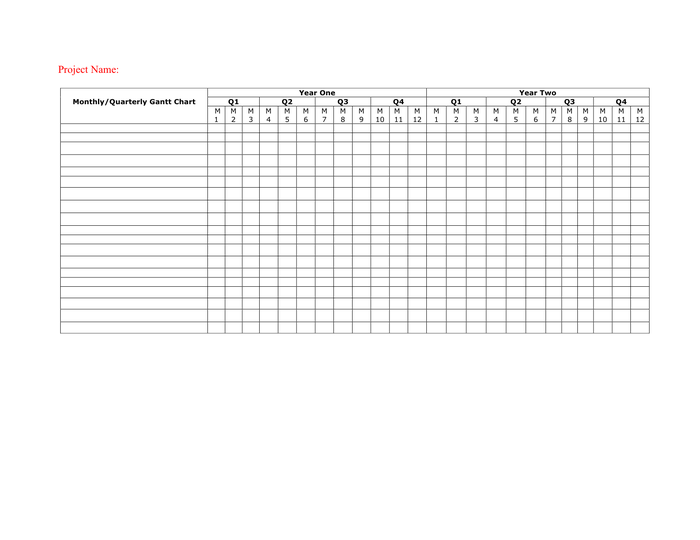 Project Name:
Year One Year Two
Monthly/Quarterly Gantt Chart Q1 Q2 Q3 Q4 Q1 Q2 Q3 Q4
M M M M M M M M M M M M M M M M M M M M M M M M
1 2 3 4 5 6 7 8 9 10 11 12 1 2 3 4 5 6 7 8 9 10 11 12